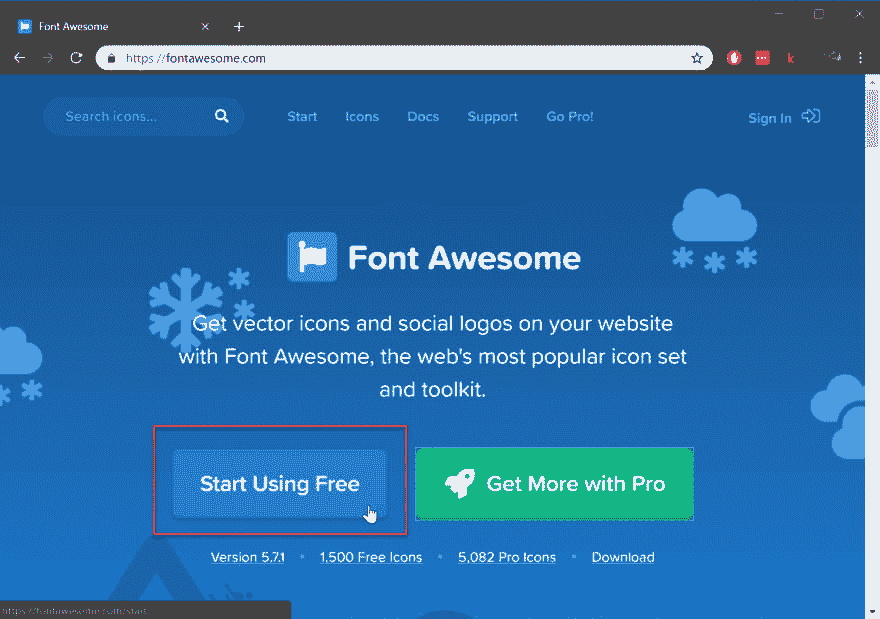 Font Awesome
https://fontawesome.com
Search icons...
Start
Icons
Docs
Support
Go Pro!
Sign In
Font Awesome
Get vector icons and social logos on your website
with Font Awesome, the web's most popular icon set
and toolkit.
Start Using Free
Get More with Pro
Version 5.7.1
1,500 Free Icons
5,082 Pro Icons
Download
https://fontawesome.com/start